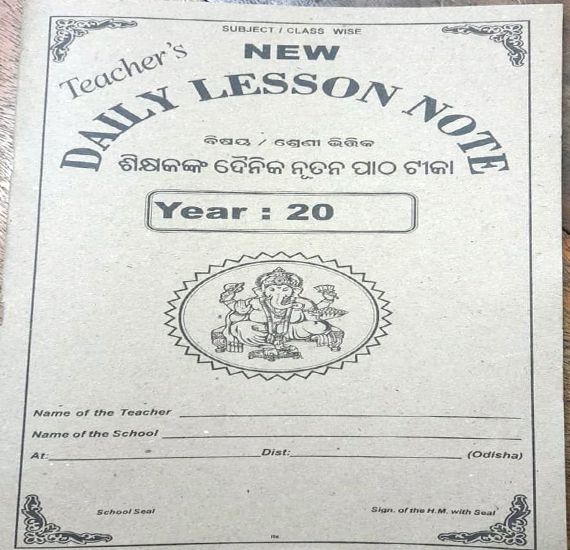 SUBJECT / CLASS WISE
NEW
Teacher's
DAILY LESSON NOTE
ବିଷୟ / ଶ୍ରେଣୀ ଭିତ୍ତିକ
ଶିକ୍ଷକଙ୍କ ଦୈନିକ ନୂତନ ପାଠ ଟୀକା
Year : 20
Name of the Teacher
Name of the School
At: Dist: (Odisha)
School Seal Sign. of the H.M. with Seal